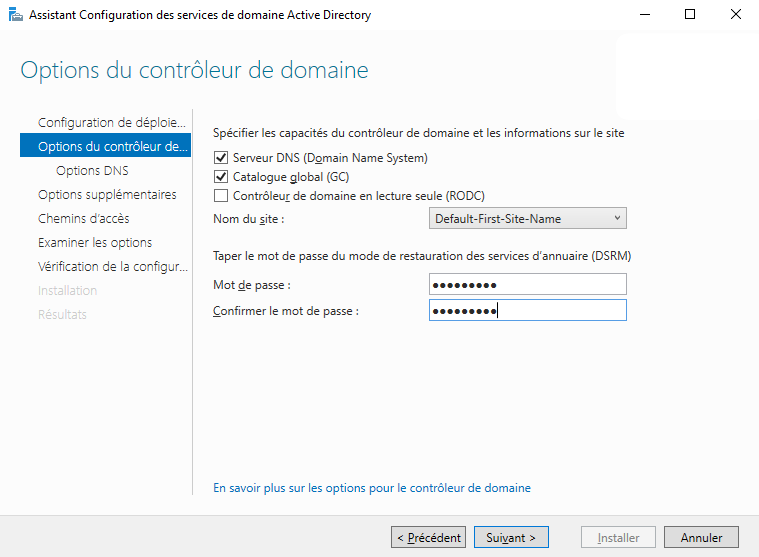 Assistant Configuration des services de domaine Active Directory
Options du contrôleur de domaine
Configuration de déploie...
Options du contrôleur de...
Options DNS
Options supplémentaires
Chemins d'accès
Examiner les options
Vérification de la configur...
Installation
Résultats
Spécifier les capacités du contrôleur de domaine et les informations sur le site
Serveur DNS (Domain Name System)
Catalogue global (GC)
Contrôleur de domaine en lecture seule (RODC)
Nom du site : Default-First-Site-Name
Taper le mot de passe du mode de restauration des services d'annuaire (DSRM)
Mot de passe : ●●●●●●●●●
Confirmer le mot de passe : ●●●●●●●●●
En savoir plus sur les options pour le contrôleur de domaine
< Précédent Suivant > Installer Annuler